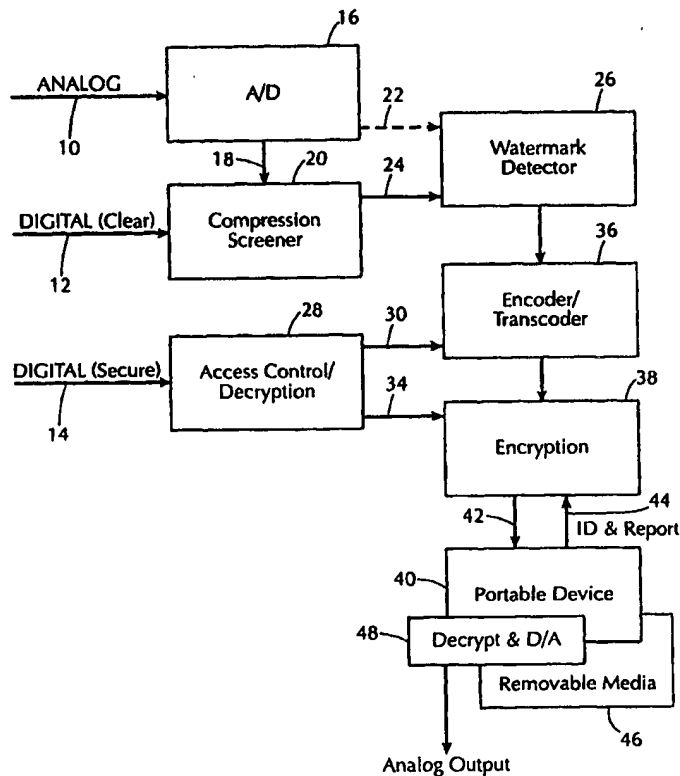 16
ANALOG
A/D
10
22
26
Watermark
Detector
18
20
24
DIGITAL (Clear)
Compression
Screener
12
36
Encoder/
Transcoder
28
30
DIGITAL (Secure)
Access Control/
Decryption
34
14
38
Encryption
42
44
ID & Report
40
Portable Device
48
Decrypt & D/A
Removable Media
46
Analog Output